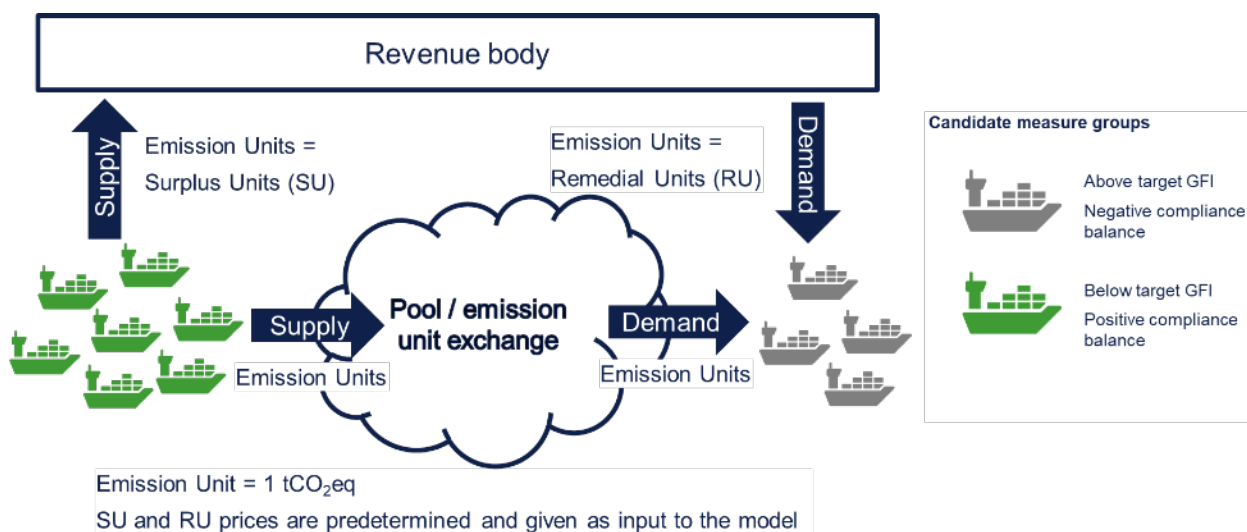 Revenue body
Supply
Emission Units =
Surplus Units (SU)
Emission Units =
Remedial Units (RU)
Demand
Supply
Emission Units
Pool / emission
unit exchange
Demand
Emission Units
Candidate measure groups
Above target GFI
Negative compliance
balance
Below target GFI
Positive compliance
balance
Emission Unit = 1 tCO₂eq
SU and RU prices are predetermined and given as input to the model